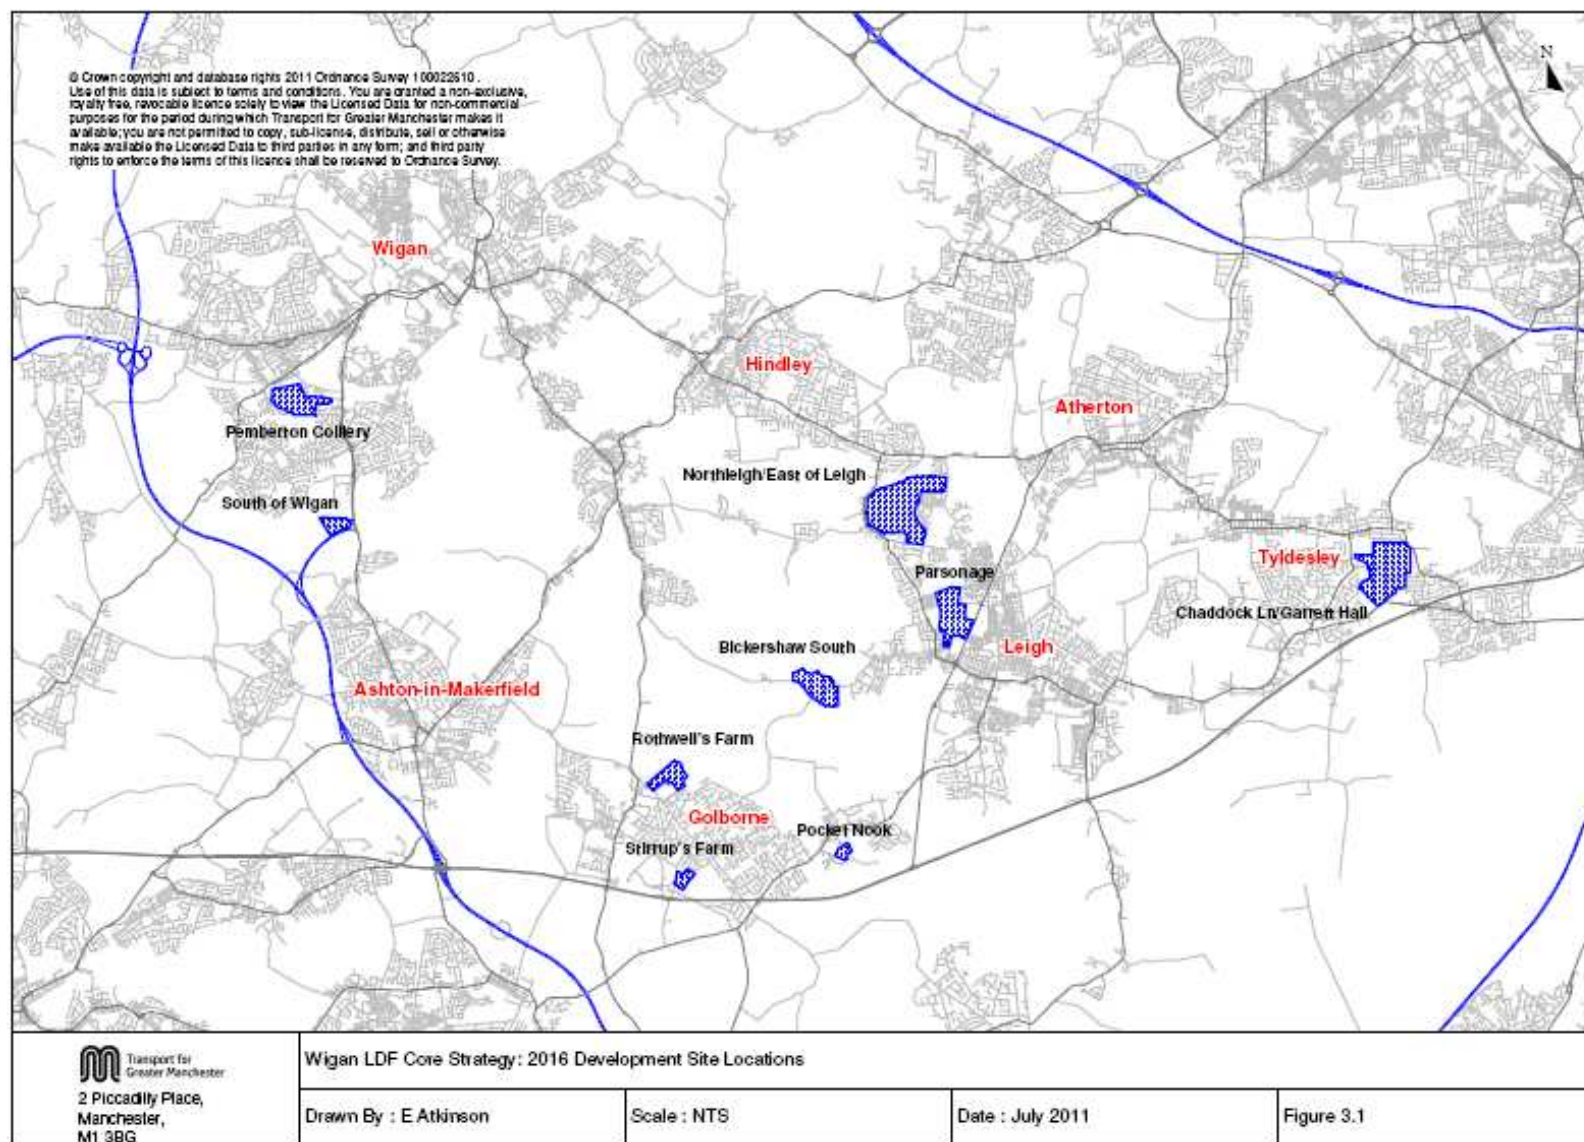 © Crown copyright and database rights 2011 Ordnance Survey 100022610 .
Use of this data is subject to terms and conditions. You are granted a non-exclusive,
royalty free, revocable licence solely to view the Licensed Data for non-commercial
purposes for the period during which Transport for Greater Manchester makes it
available; you are not permitted to copy, sub-license, distribute, sell or otherwise
make available the Licensed Data to third parties in any form; and third party
rights to enforce the terms of this licence shall be reserved to Ordnance Survey.
N
Wigan
Hindley
Atherton
Pemberton Colliery
Northleigh/East of Leigh
South of Wigan
Tyldesley
Parsonage
Chaddock Ln/Garrett Hall
Leigh
Bickershaw South
Ashton-in-Makerfield
Rothwell's Farm
Golborne
Pocket Nook
Stirrup's Farm
Transport for
Greater Manchester
2 Piccadilly Place,
Manchester,
M1 3BG
Wigan LDF Core Strategy: 2016 Development Site Locations
Drawn By : E Atkinson
Scale : NTS
Date : July 2011
Figure 3.1